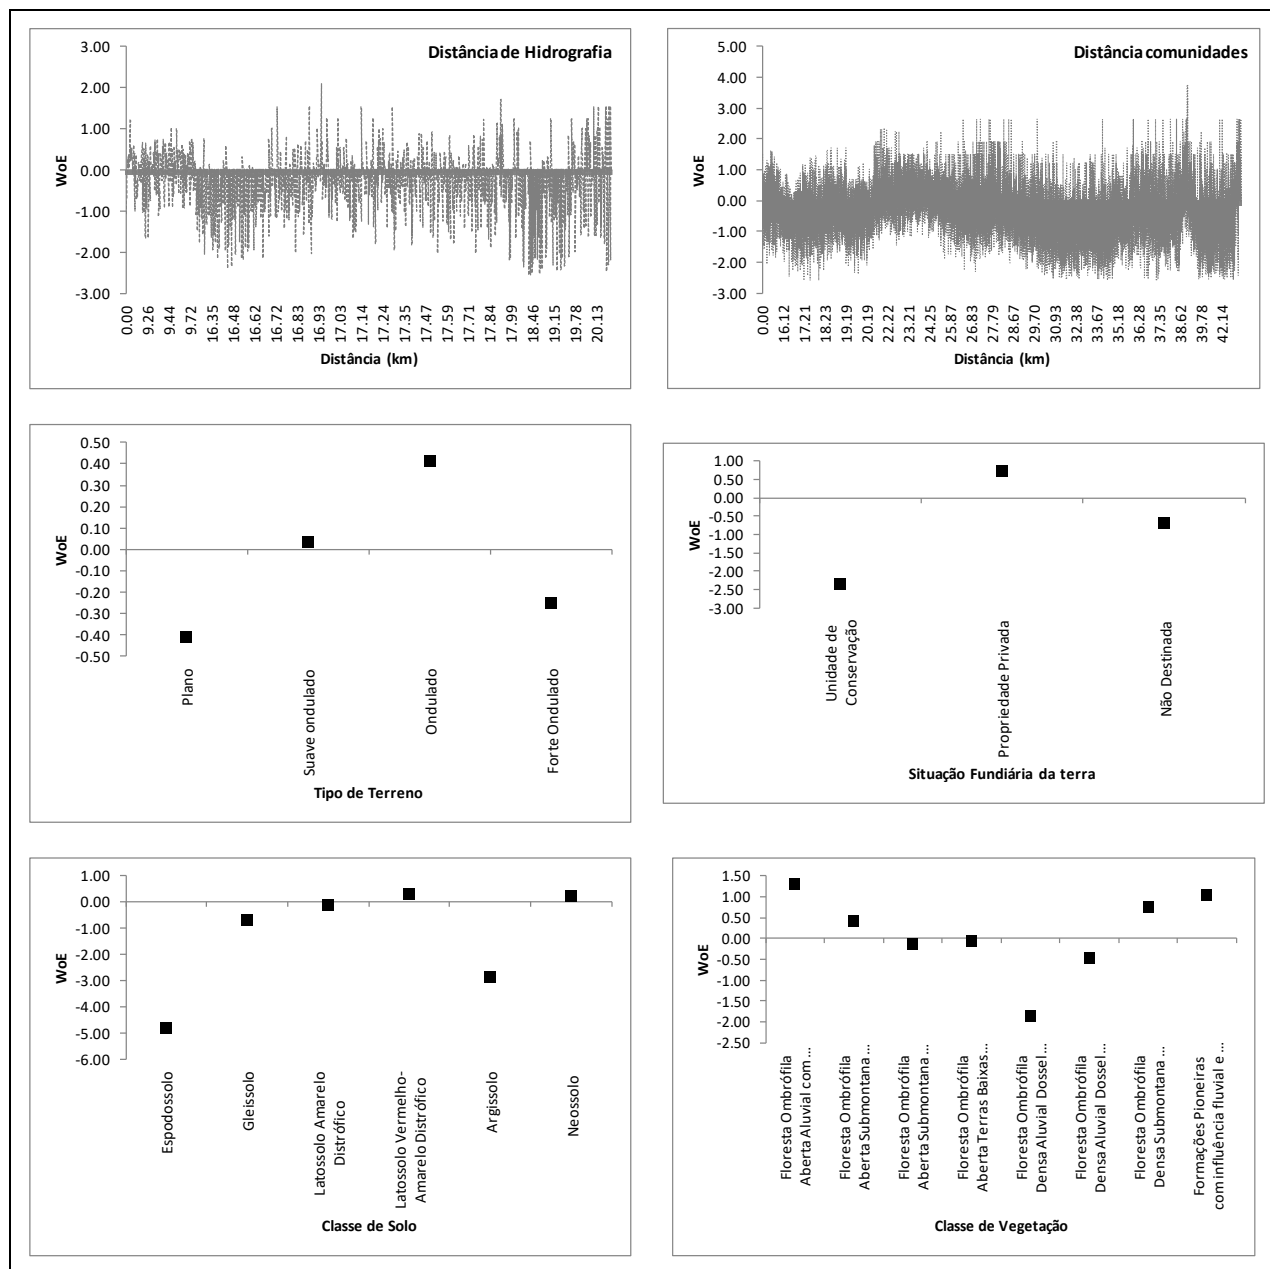 Distância de Hidrografia
3.00
2.00
1.00
0.00
-1.00
-2.00
-3.00
WoE
0.00
9.26
9.44
9.72
16.35
16.48
16.62
16.72
16.83
16.93
17.03
17.14
17.24
17.35
17.47
17.59
17.71
17.84
17.99
18.46
19.15
19.78
20.13
Distância (km)
Distância comunidades
5.00
4.00
3.00
2.00
1.00
0.00
-1.00
-2.00
-3.00
WoE
0.00
16.12
17.21
18.23
19.19
20.19
22.22
23.21
24.25
25.87
26.83
27.79
28.67
29.70
30.93
32.38
33.67
35.18
36.28
37.35
38.62
39.78
42.14
Distância (km)
0.50
0.40
0.30
0.20
0.10
0.00
-0.10
-0.20
-0.30
-0.40
-0.50
WoE
Plano
Suave ondulado
Ondulado
Forte Ondulado
Tipo de Terreno
1.00
0.50
0.00
-0.50
-1.00
-1.50
-2.00
-2.50
-3.00
WoE
Unidade de
Conservação
Propriedade Privada
Não Destinada
Situação Fundiária da terra
1.00
0.00
-1.00
-2.00
-3.00
-4.00
-5.00
-6.00
WoE
Espodossolo
Gleissolo
Latossolo Amarelo
Distrófico
Latossolo Vermelho-
Amarelo Distrófico
Argissolo
Neossolo
Classe de Solo
1.50
1.00
0.50
0.00
-0.50
-1.00
-1.50
-2.00
-2.50
WoE
Floresta Ombrófila
Aberta Aluvial com ...
Floresta Ombrófila
Aberta Submontana ...
Floresta Ombrófila
Aberta Submontana ...
Floresta Ombrófila
Aberta Terras Baixas...
Floresta Ombrófila
Densa Aluvial Dossel...
Floresta Ombrófila
Densa Aluvial Dossel...
Floresta Ombrófila
Densa Submontana ...
Formações Pioneiras
com influência fluvial e ...
Classe de Vegetação